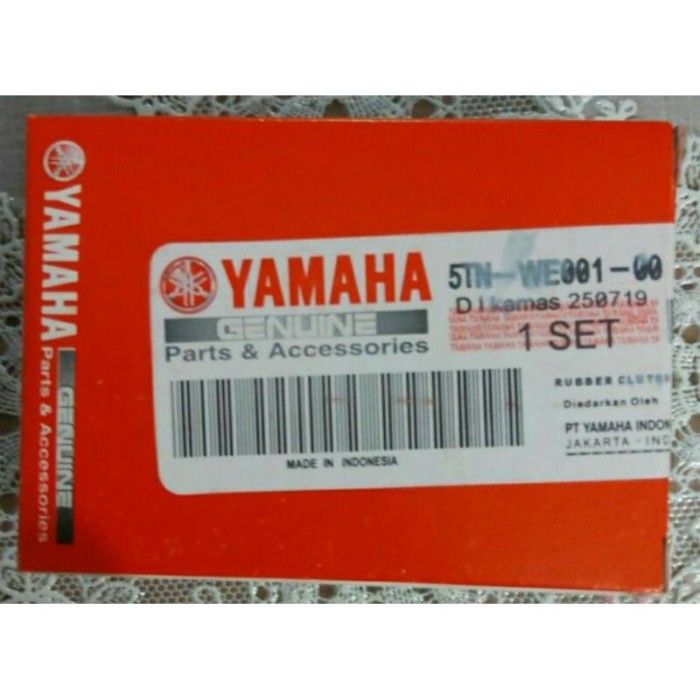 YAMAHA
GENUINE
Parts & Accessories
YAMAHA
GENUINE
Parts & Accessories
5TN-WE001-00
Dikemas 250719
1 SET
RUBBER CLUTCH
Diedarkan Oleh
PT YAMAHA INDON
JAKARTA - IND
MADE IN INDONESIA